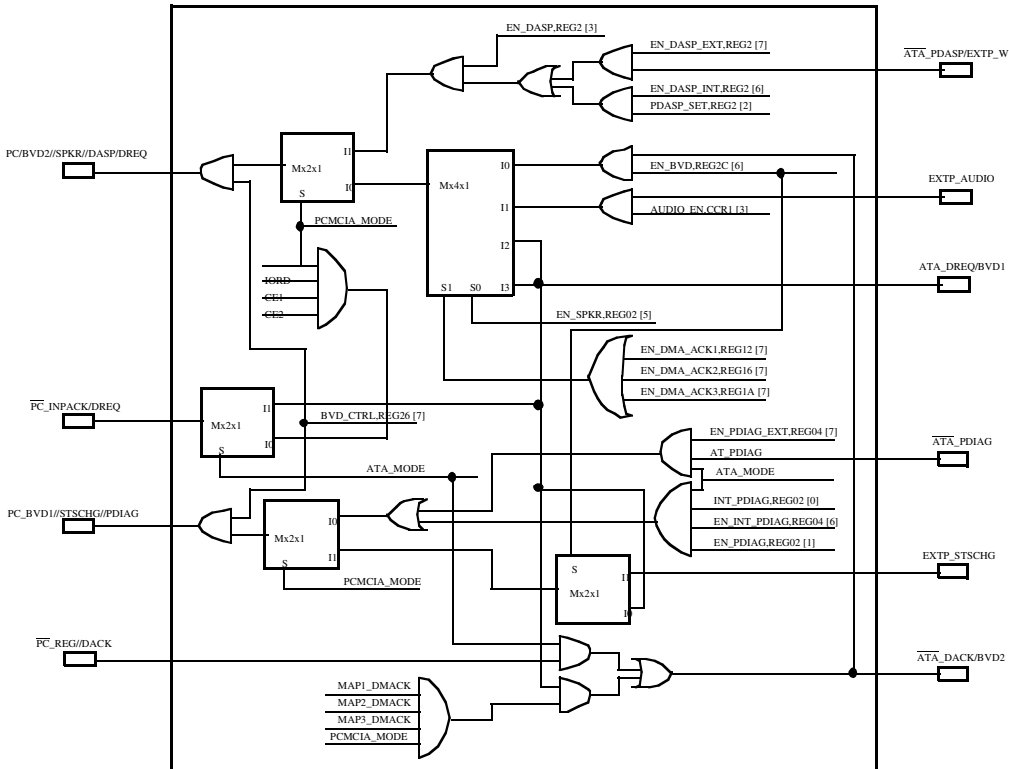 EN_DASP,REG2 [3]
EN_DASP_EXT,REG2 [7]
ATA_PDASP/EXTP_W
EN_DASP_INT,REG2 [6]
PDASP_SET,REG2 [2]
PC/BVD2//SPKR//DASP/DREQ
I1
Mx2x1
I0
S
Mx4x1
I0
EN_BVD,REG2C [6]
EXTP_AUDIO
I1
AUDIO_EN,CCR1 [3]
PCMCIA_MODE
I2
ATA_DREQ/BVD1
IORD
CE1
CE2
S1
S0
I3
EN_SPKR,REG02 [5]
EN_DMA_ACK1,REG12 [7]
EN_DMA_ACK2,REG16 [7]
EN_DMA_ACK3,REG1A [7]
PC_INPACK/DREQ
I1
Mx2x1
BVD_CTRL,REG26 [7]
I0
S
EN_PDIAG_EXT,REG04 [7]
ATA_PDIAG
AT_PDIAG
ATA_MODE
ATA_MODE
INT_PDIAG,REG02 [0]
PC_BVD1//STSCHG//PDIAG
I0
EN_INT_PDIAG,REG04 [6]
Mx2x1
EN_PDIAG,REG02 [1]
I1
S
EXTP_STSCHG
S
I1
PCMCIA_MODE
Mx2x1
I0
PC_REG//DACK
ATA_DACK/BVD2
MAP1_DMACK
MAP2_DMACK
MAP3_DMACK
PCMCIA_MODE